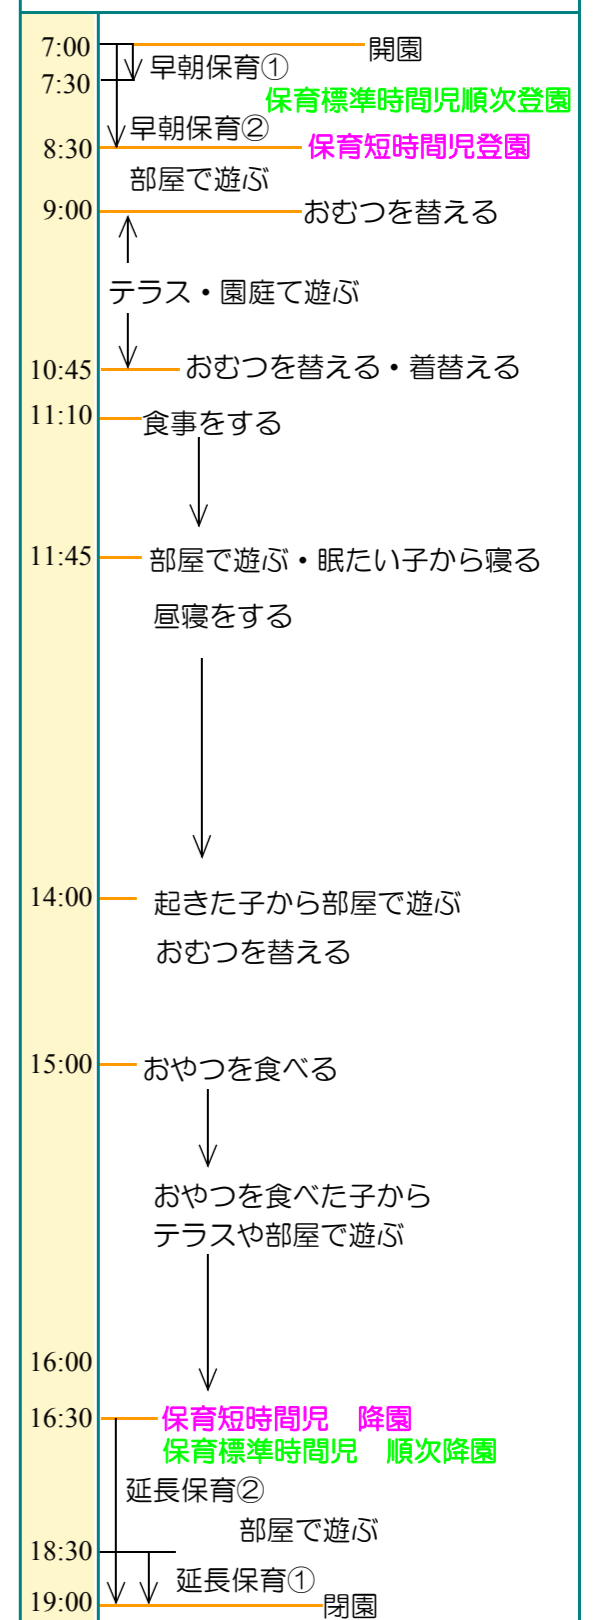 7:00 開園
早朝保育①
7:30
保育標準時間児順次登園
早朝保育②
8:30 保育短時間児登園
部屋で遊ぶ
9:00 おむつを替える
テラス・園庭て遊ぶ
10:45 おむつを替える・着替える
11:10 食事をする
11:45 部屋で遊ぶ・眠たい子から寝る
昼寝をする
14:00 起きた子から部屋で遊ぶ
おむつを替える
15:00 おやつを食べる
おやつを食べた子から
テラスや部屋で遊ぶ
16:00
16:30 保育短時間児 降園
保育標準時間児 順次降園
延長保育②
部屋で遊ぶ
18:30
延長保育①
19:00 閉園